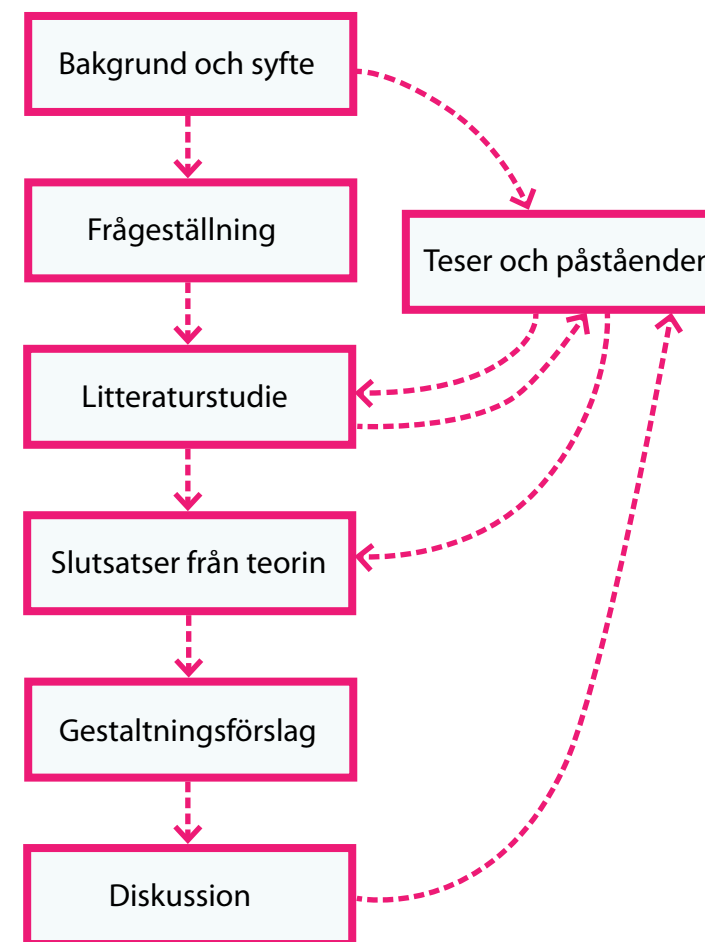 Bakgrund och syfte
Frågeställning
Teser och påståenden
Litteraturstudie
Slutsatser från teorin
Gestaltningsförslag
Diskussion